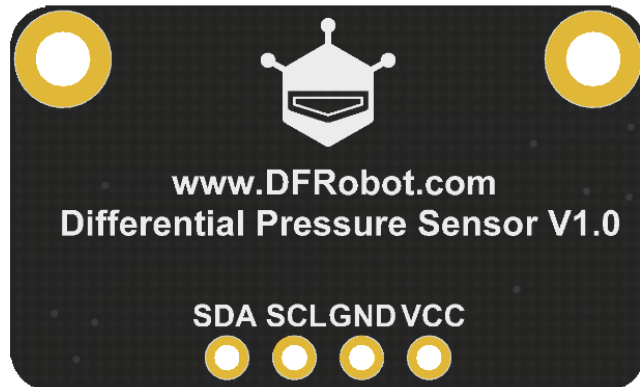 www.DFRobot.com
Differential Pressure Sensor V1.0
SDA SCL GND VCC